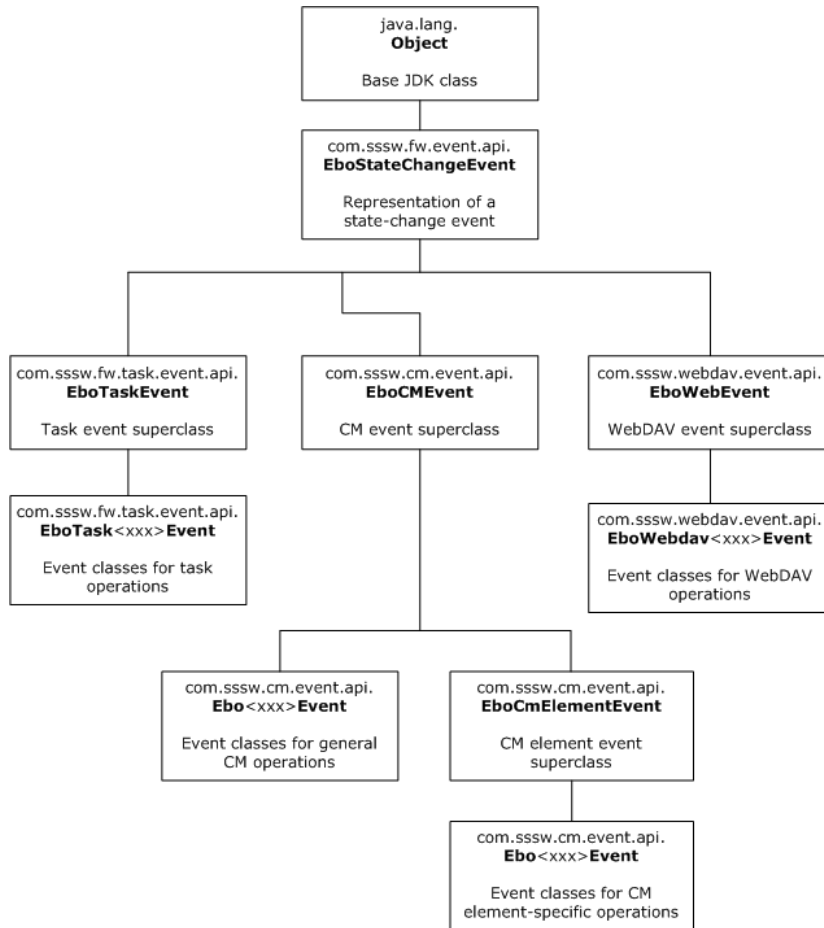 java.lang.
Object
Base JDK class
com.sssw.fw.event.api.
EboStateChangeEvent
Representation of a
state-change event
com.sssw.fw.task.event.api.
EboTaskEvent
Task event superclass
com.sssw.cm.event.api.
EboCMEvent
CM event superclass
com.sssw.webdav.event.api.
EboWebEvent
WebDAV event superclass
com.sssw.fw.task.event.api.
EboTask<xxx>Event
Event classes for task
operations
com.sssw.webdav.event.api.
EboWebdav<xxx>Event
Event classes for WebDAV
operations
com.sssw.cm.event.api.
Ebo<xxx>Event
Event classes for general
CM operations
com.sssw.cm.event.api.
EboCmElementEvent
CM element event
superclass
com.sssw.cm.event.api.
Ebo<xxx>Event
Event classes for CM
element-specific operations